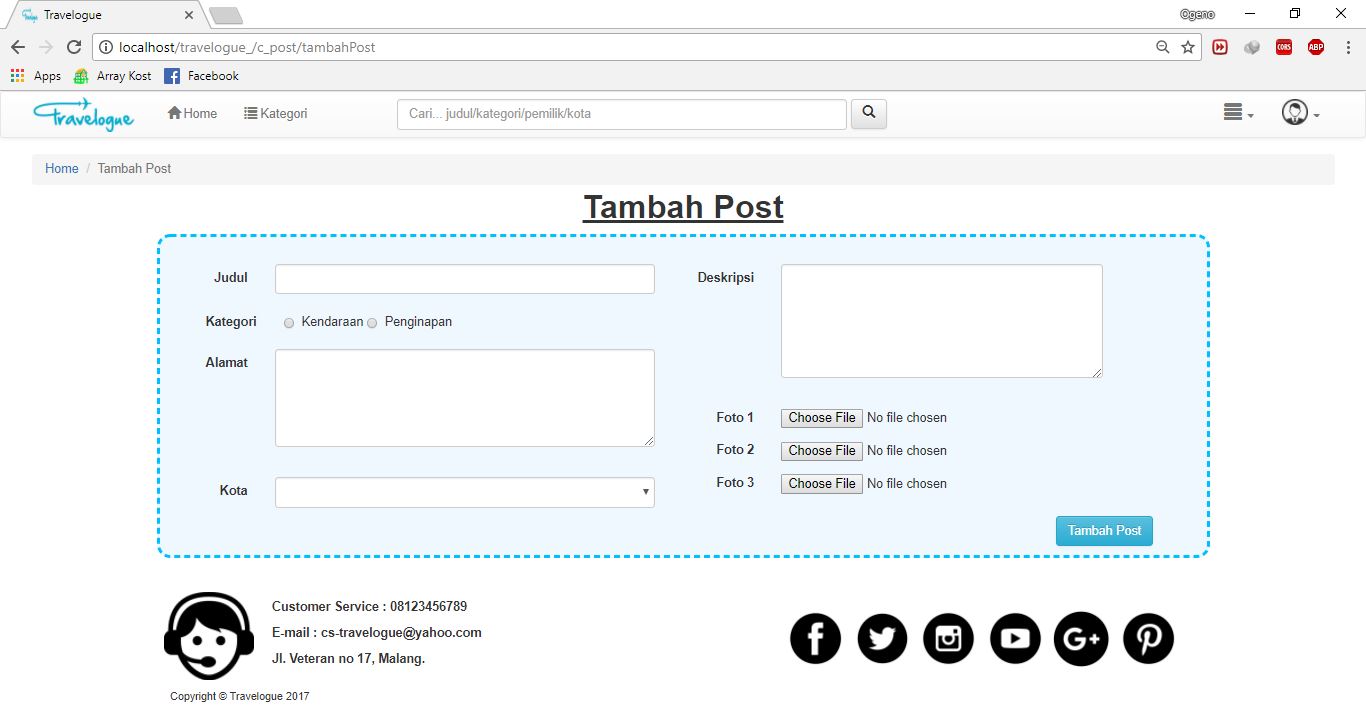 Travelogue
Ogeno
localhost/travelogue_/c_post/tambahPost
CORS
ABP
Apps Array Kost Facebook
Travelogue Home Kategori Cari... judul/kategori/pemilik/kota
Home / Tambah Post
Tambah Post
Judul
Kategori Kendaraan Penginapan
Alamat
Kota
Deskripsi
Foto 1 Choose File No file chosen
Foto 2 Choose File No file chosen
Foto 3 Choose File No file chosen
Tambah Post
Customer Service : 08123456789
E-mail : cs-travelogue@yahoo.com
Jl. Veteran no 17, Malang.
G+
Copyright © Travelogue 2017